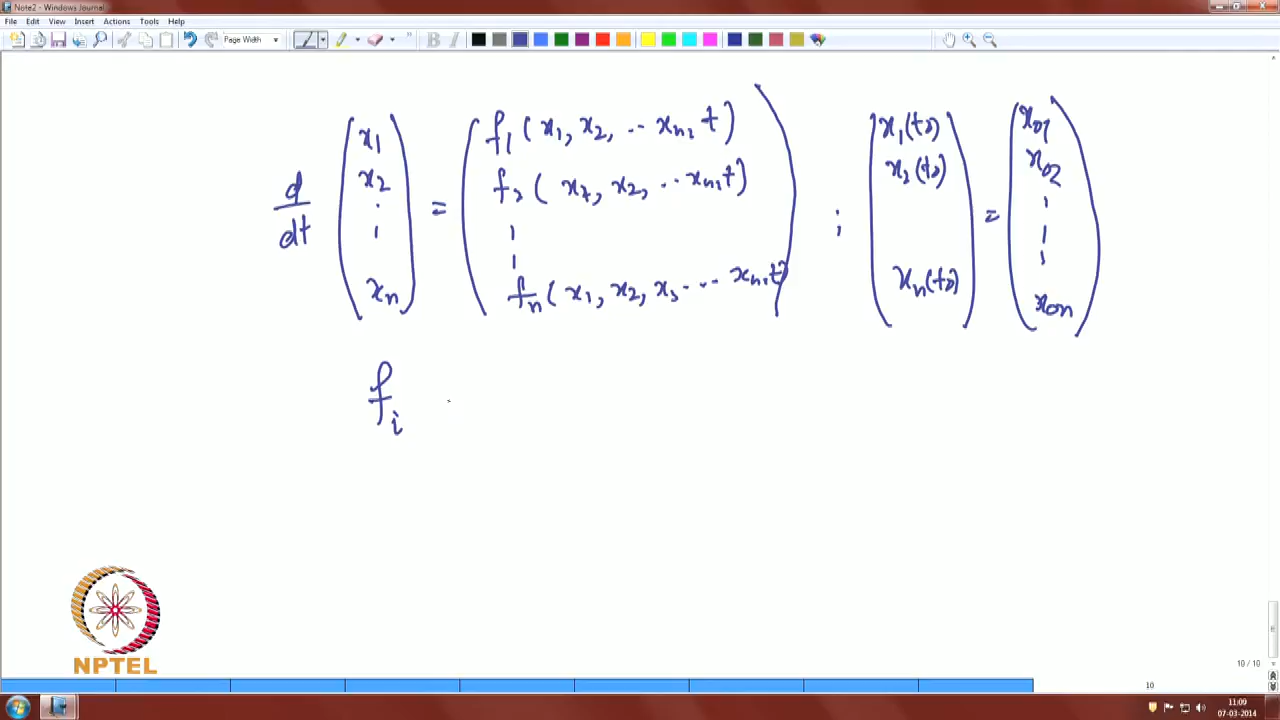 Note2 - Windows Journal
File Edit View Insert Actions Tools Help
Page Width
B I
d/dt (x1 x2 : xn) = (f1(x1, x2, .. xn, t) f2(x2, x2, .. xn, t) : fn(x1, x2, x3 ... xn, t)) ; (x1(t0) x2(t0) xn(t0)) = (x01 x02 : x0n)
fi
NPTEL
10 / 10
10
11:09
07-03-2014